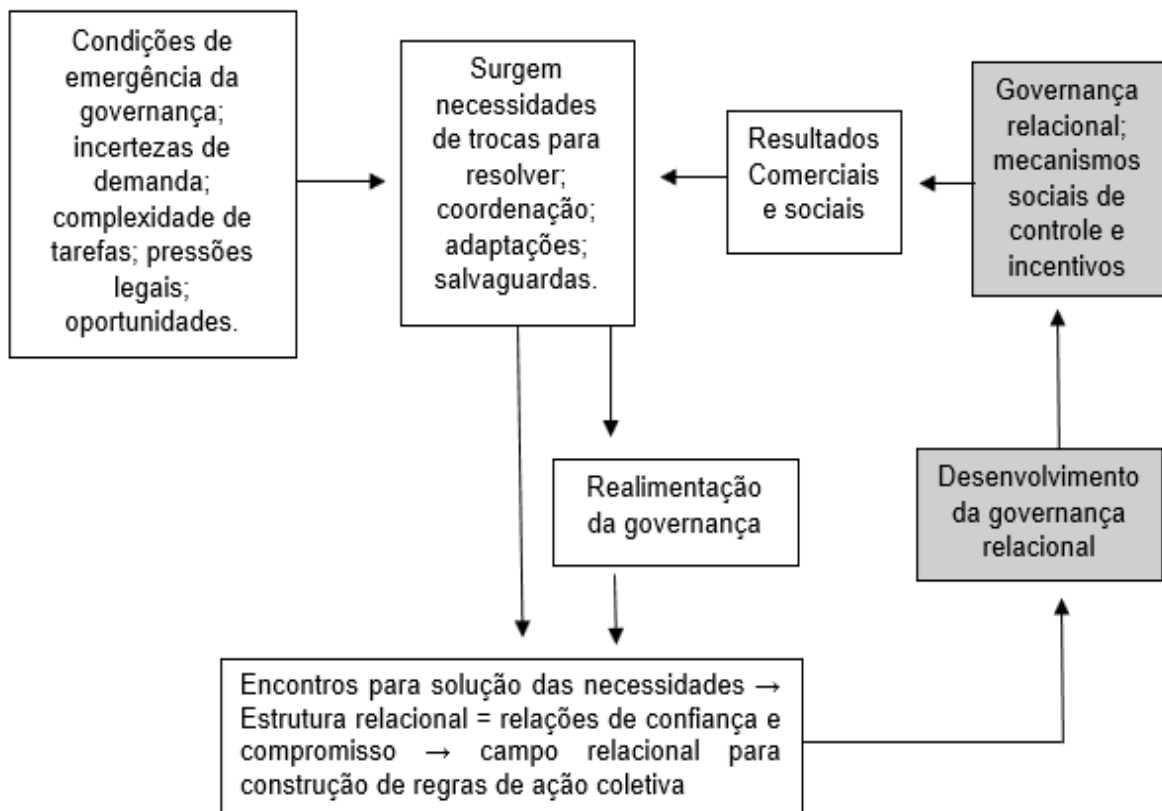 Condições de
emergência da
governança;
incertezas de
demanda;
complexidade de
tarefas; pressões
legais;
oportunidades.
Surgem
necessidades
de trocas para
resolver;
coordenação;
adaptações;
salvaguardas.
Resultados
Comerciais
e sociais
Governança
relacional;
mecanismos
sociais de
controle e
incentivos
Realimentação
da governança
Desenvolvimento
da governança
relacional
Encontros para solução das necessidades →
Estrutura relacional = relações de confiança e
compromisso → campo relacional para
construção de regras de ação coletiva